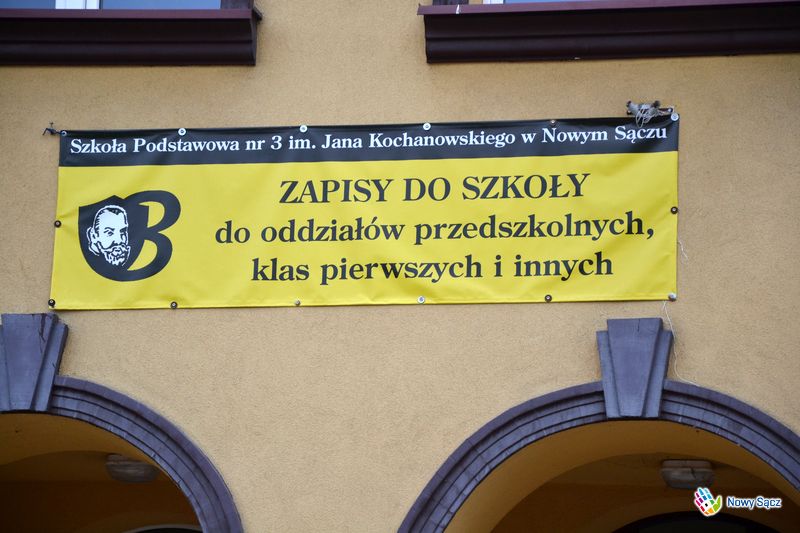 Szkoła Podstawowa nr 3 im. Jana Kochanowskiego w Nowym Sączu
ZAPISY DO SZKOŁY
do oddziałów przedszkolnych,
klas pierwszych i innych
B
Nowy Sącz